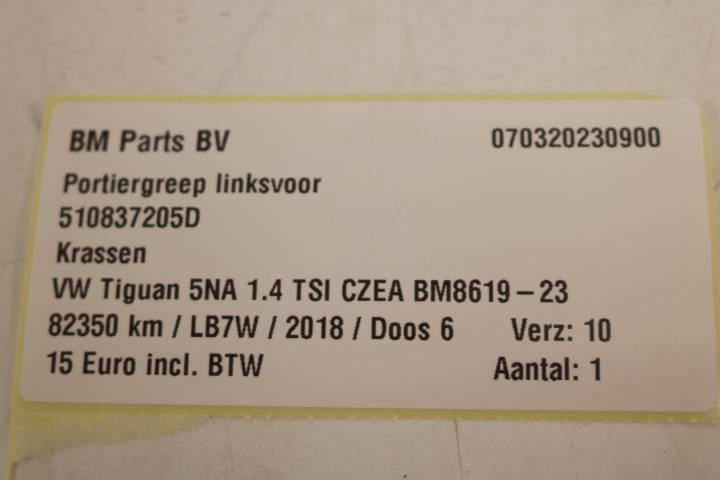 BM Parts BV 070320230900
Portiergreep linksvoor
510837205D
Krassen
VW Tiguan 5NA 1.4 TSI CZEA BM8619-23
82350 km / LB7W / 2018 / Doos 6 Verz: 10
15 Euro incl. BTW Aantal: 1